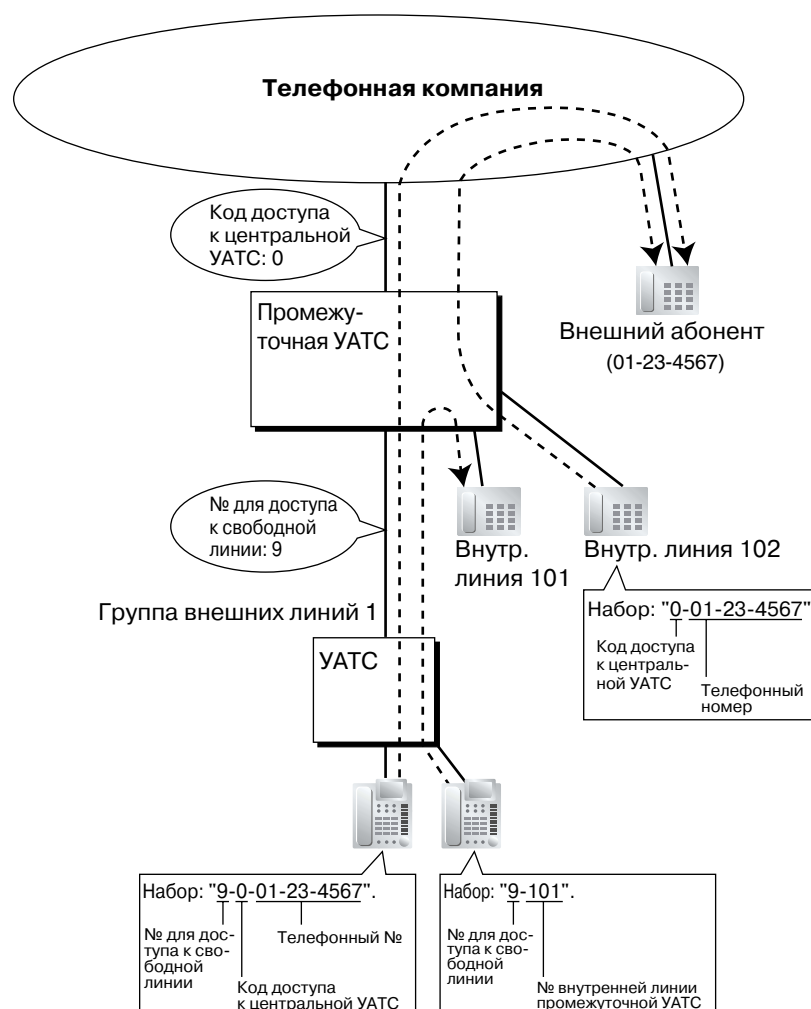 Телефонная компания
Код доступа
к центральной
УАТС: 0
Промежу-
точная УАТС
Внешний абонент
(01-23-4567)
№ для доступа
к свободной
линии: 9
Внутр.
линия 101
Внутр. линия 102
Набор: "0-01-23-4567"
Код доступа
к централь-
ной УАТС
Телефонный
номер
Группа внешних линий 1
УАТС
Набор: "9-0-01-23-4567".
№ для дос-
тупа к сво-
бодной
линии
Телефонный №
Код доступа
к центральной УАТС
Набор: "9-101".
№ для дос-
тупа к сво-
бодной
линии
№ внутренней линии
промежуточной УАТС